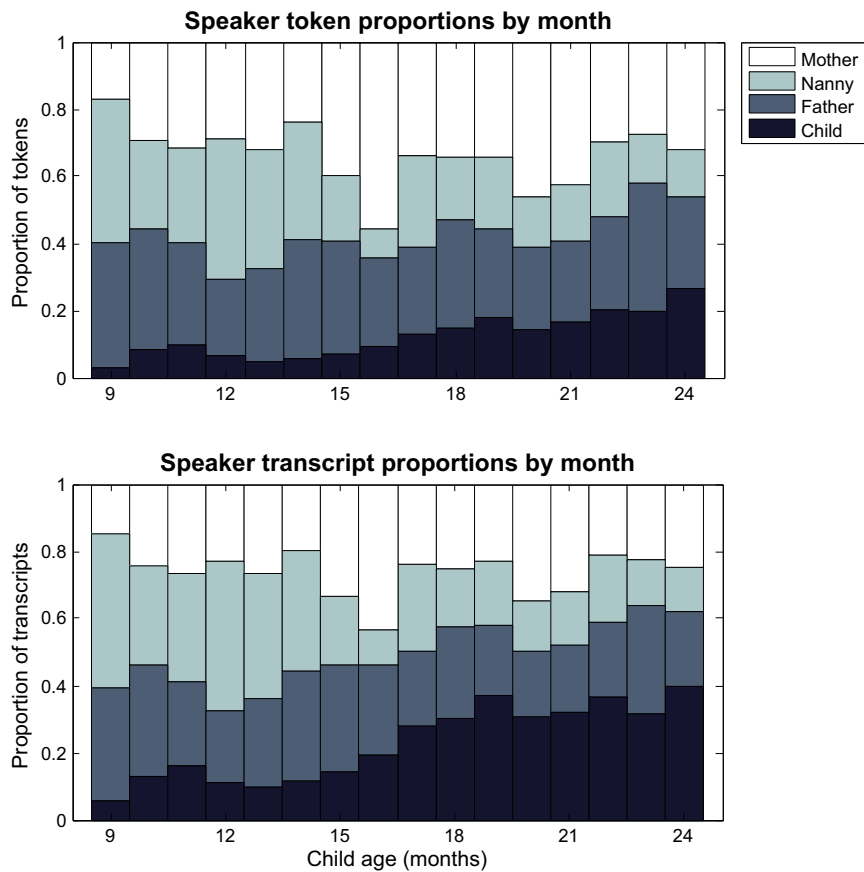 Speaker token proportions by month
Proportion of tokens
1
0.8
0.6
0.4
0.2
0
9 12 15 18 21 24
Mother
Nanny
Father
Child
Speaker transcript proportions by month
Proportion of transcripts
1
0.8
0.6
0.4
0.2
0
9 12 15 18 21 24
Child age (months)